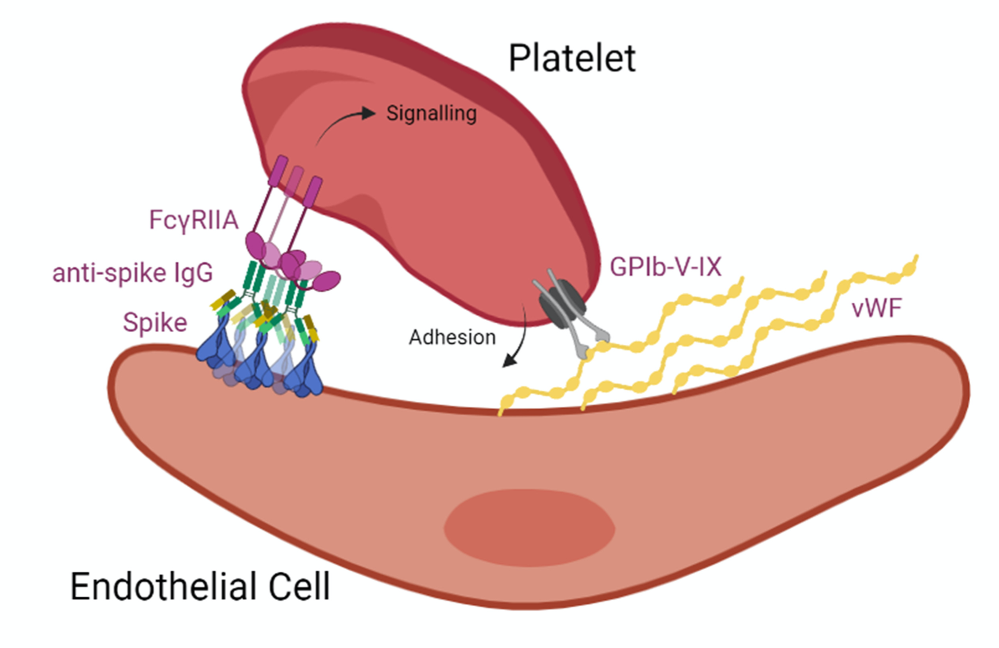 Platelet
Signalling
FcγRIIA
anti-spike IgG
Spike
GPIb-V-IX
vWF
Adhesion
Endothelial Cell